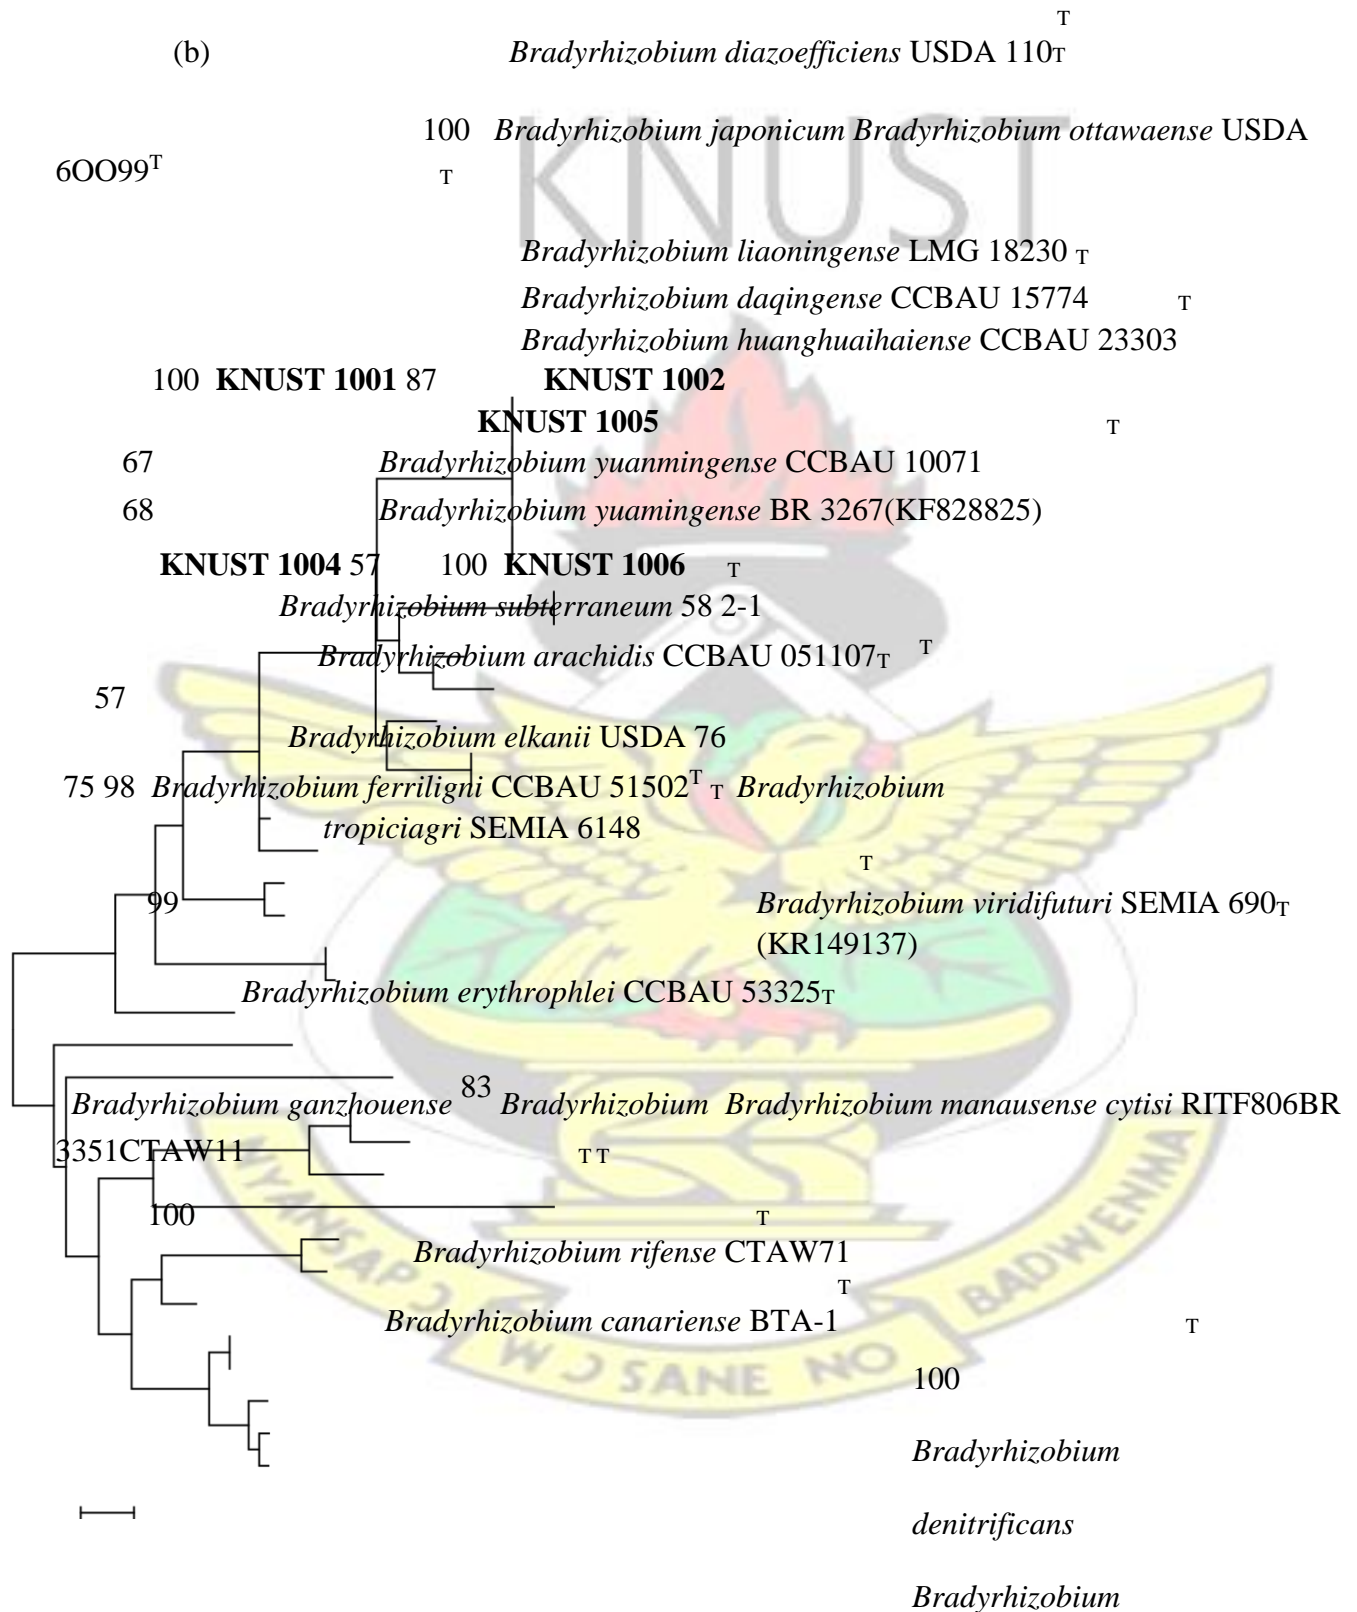 T
(b) Bradyrhizobium diazoefficiens USDA 110T
KNUST
100 Bradyrhizobium japonicum Bradyrhizobium ottawaense USDA
6OO99T T
Bradyrhizobium liaoningense LMG 18230 T
Bradyrhizobium daqingense CCBAU 15774 T
Bradyrhizobium huanghuaihaiense CCBAU 23303
100 KNUST 1001 87 KNUST 1002
KNUST 1005 T
67 Bradyrhizobium yuanmingense CCBAU 10071
68 Bradyrhizobium yuamingense BR 3267(KF828825)
KNUST 1004 57 100 KNUST 1006 T
Bradyrhizobium subterraneum 58 2-1
Bradyrhizobium arachidis CCBAU 051107T T
57
Bradyrhizobium elkanii USDA 76
75 98 Bradyrhizobium ferriligni CCBAU 51502T T Bradyrhizobium
tropiciagri SEMIA 6148
T
99 Bradyrhizobium viridifuturi SEMIA 690T
(KR149137)
Bradyrhizobium erythrophlei CCBAU 53325T
Bradyrhizobium ganzhouense 83 Bradyrhizobium Bradyrhizobium manausense cytisi RITF806BR
3351CTAW11 T T
100 T
Bradyrhizobium rifense CTAW71
T
Bradyrhizobium canariense BTA-1 T
NYANSAPƆ WƆSANE NO BADWENMA
100
Bradyrhizobium
denitrificans
Bradyrhizobium